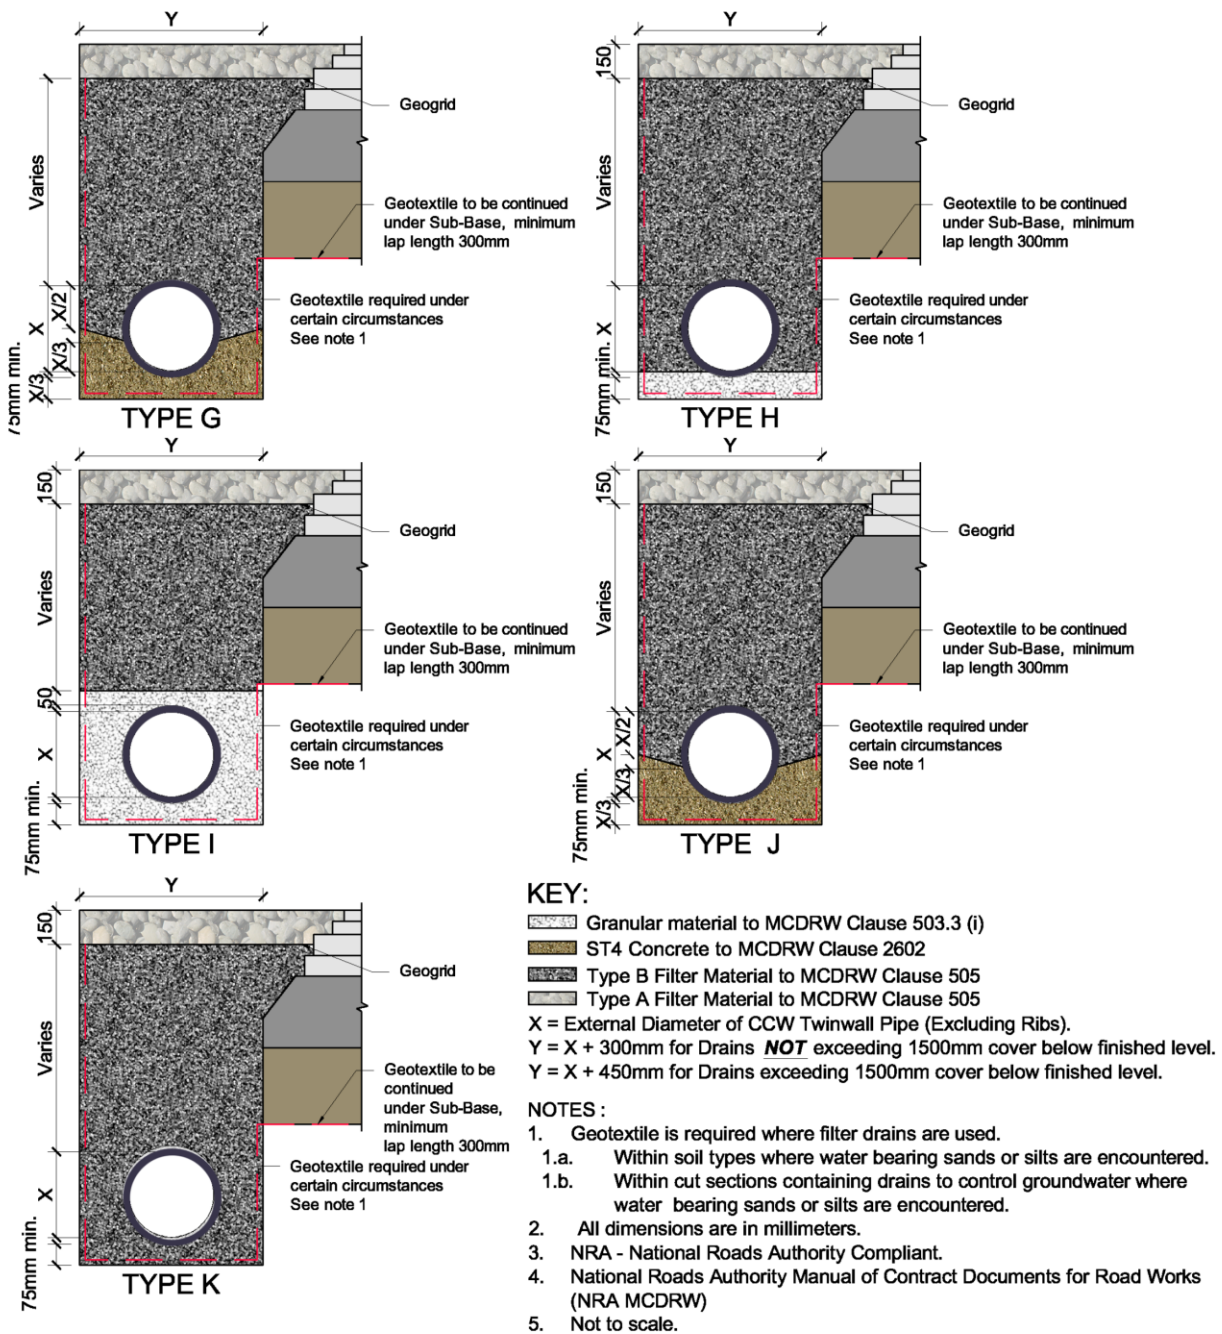 Y
Geogrid
Varies
Geotextile to be continued
under Sub-Base, minimum
lap length 300mm
X/2
X
X/3
X/3
75mm min.
Geotextile required under
certain circumstances
See note 1
TYPE G
150
Geogrid
Varies
Geotextile to be continued
under Sub-Base, minimum
lap length 300mm
X
75mm min.
Geotextile required under
certain circumstances
See note 1
TYPE H
Y
150
Geogrid
Varies
Geotextile to be continued
under Sub-Base, minimum
lap length 300mm
50
X
75mm min.
Geotextile required under
certain circumstances
See note 1
TYPE I
Y
150
Geogrid
Varies
Geotextile to be continued
under Sub-Base, minimum
lap length 300mm
X/2
X
X/3
X/3
75mm min.
Geotextile required under
certain circumstances
See note 1
TYPE J
Y
150
Geogrid
Varies
Geotextile to be
continued
under Sub-Base,
minimum
lap length 300mm
X
75mm min.
Geotextile required under
certain circumstances
See note 1
TYPE K
KEY:
Granular material to MCDRW Clause 503.3 (i)
ST4 Concrete to MCDRW Clause 2602
Type B Filter Material to MCDRW Clause 505
Type A Filter Material to MCDRW Clause 505
X = External Diameter of CCW Twinwall Pipe (Excluding Ribs).
Y = X + 300mm for Drains NOT exceeding 1500mm cover below finished level.
Y = X + 450mm for Drains exceeding 1500mm cover below finished level.
NOTES :
1. Geotextile is required where filter drains are used.
1.a. Within soil types where water bearing sands or silts are encountered.
1.b. Within cut sections containing drains to control groundwater where
water bearing sands or silts are encountered.
2. All dimensions are in millimeters.
3. NRA - National Roads Authority Compliant.
4. National Roads Authority Manual of Contract Documents for Road Works
(NRA MCDRW)
5. Not to scale.